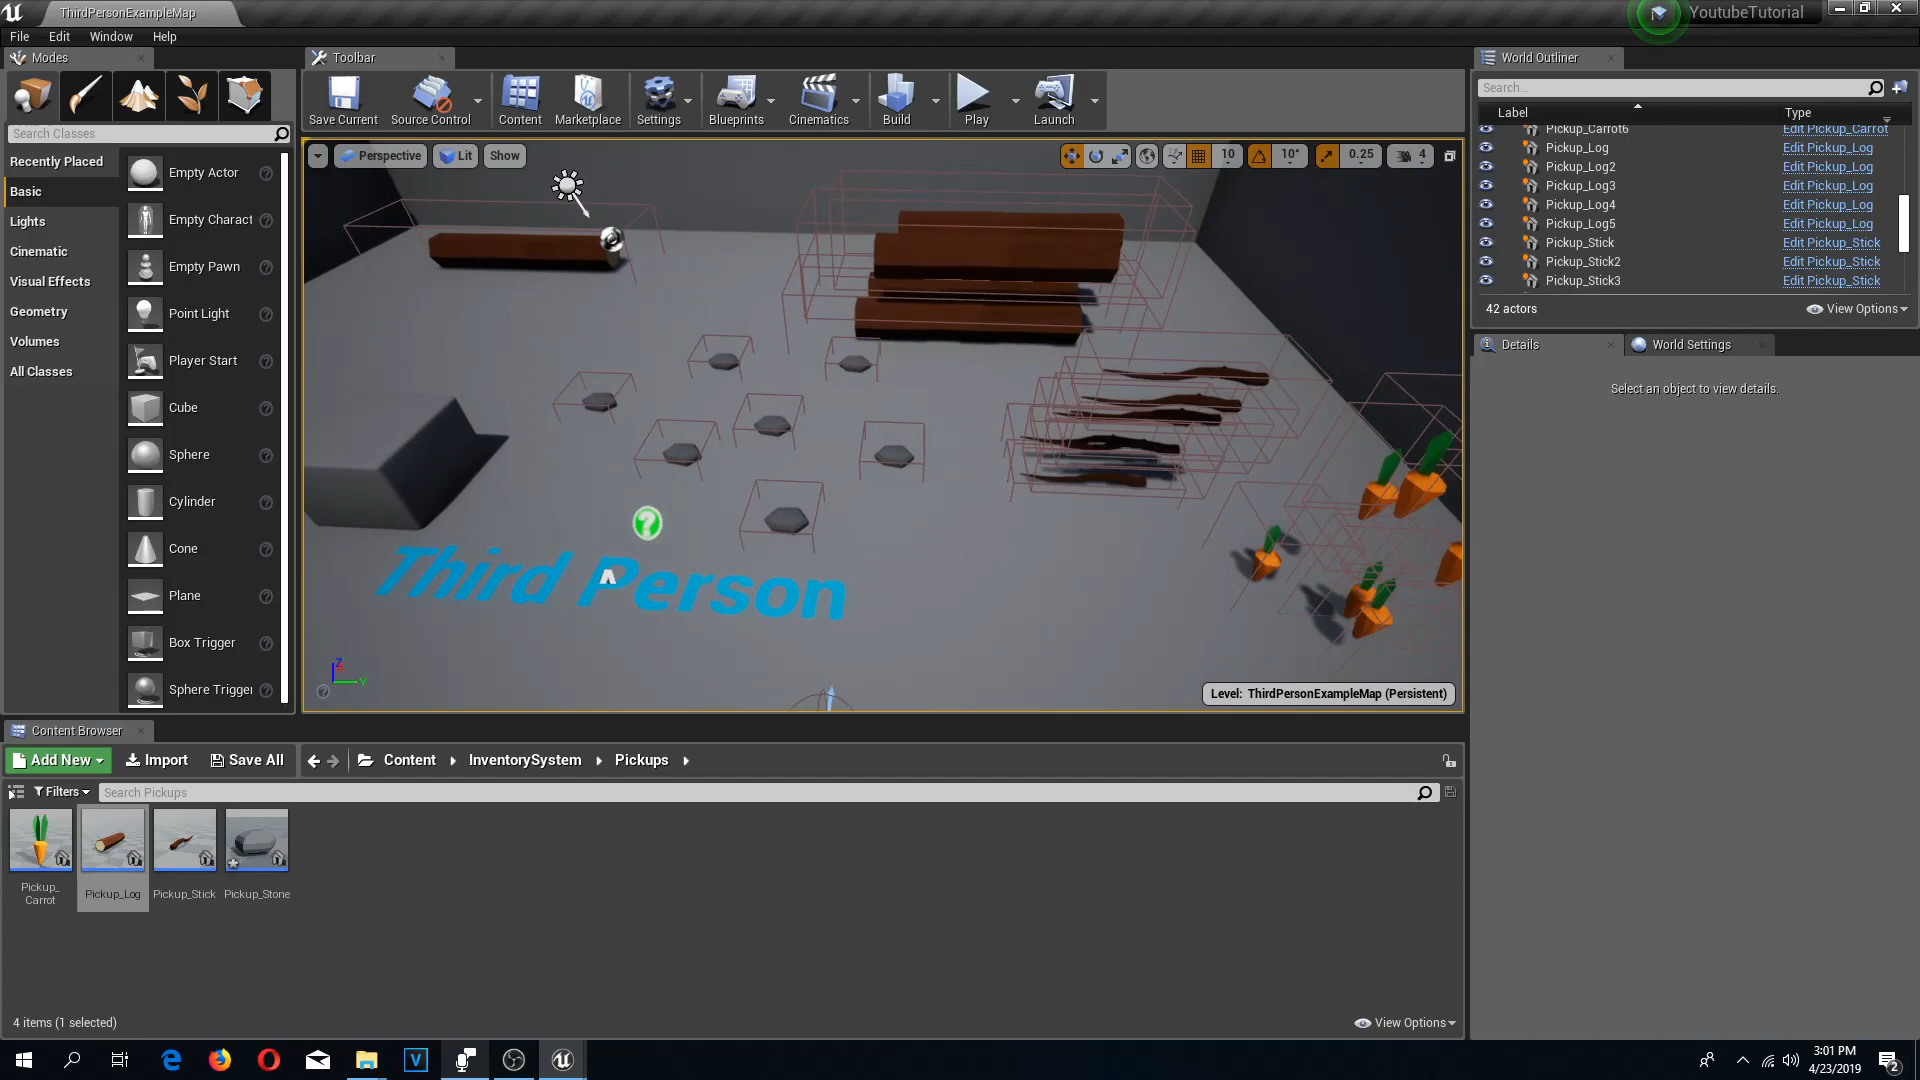 ThirdPersonExampleMap
YoutubeTutorial
File Edit Window Help
Modes
Toolbar
World Outliner
Save Current
Source Control
Content
Marketplace
Settings
Blueprints
Cinematics
Build
Play
Launch
Search Classes
Recently Placed
Basic
Lights
Cinematic
Visual Effects
Geometry
Volumes
All Classes
Empty Actor
Empty Charact
Empty Pawn
Point Light
Player Start
Cube
Sphere
Cylinder
Cone
Plane
Box Trigger
Sphere Trigger
Perspective Lit Show
10 10° 0.25 4
Third Person
Z
Y
Level: ThirdPersonExampleMap (Persistent)
Search...
Label Type
Pickup_Carrot6 Edit Pickup_Carrot
Pickup_Log Edit Pickup_Log
Pickup_Log2 Edit Pickup_Log
Pickup_Log3 Edit Pickup_Log
Pickup_Log4 Edit Pickup_Log
Pickup_Log5 Edit Pickup_Log
Pickup_Stick Edit Pickup_Stick
Pickup_Stick2 Edit Pickup_Stick
Pickup_Stick3 Edit Pickup_Stick
42 actors View Options
Details
World Settings
Select an object to view details.
Content Browser
Add New Import Save All
Content InventorySystem Pickups
Filters Search Pickups
Pickup_
Carrot
Pickup_Log
Pickup_Stick
Pickup_Stone
4 items (1 selected)
View Options
3:01 PM
4/23/2019
2